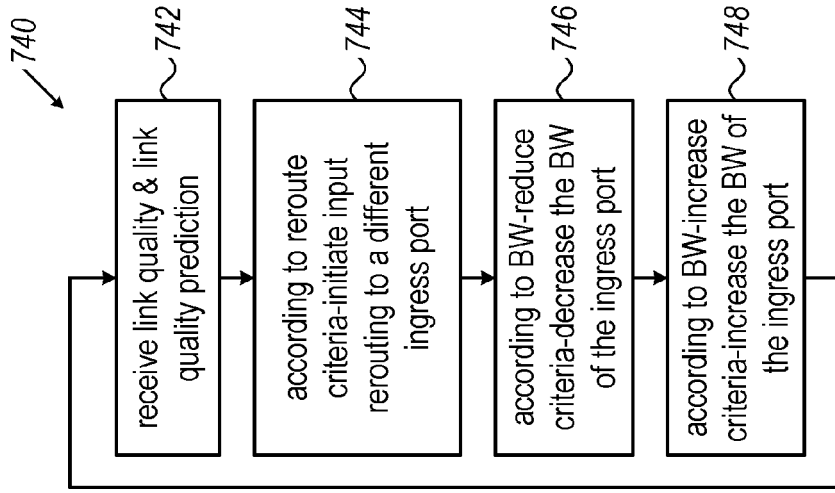 740
receive link quality & link
quality prediction
742
according to reroute
criteria-initiate input
rerouting to a different
ingress port
744
according to BW-reduce
criteria-decrease the BW
of the ingress port
746
according to BW-increase
criteria-increase the BW of
the ingress port
748